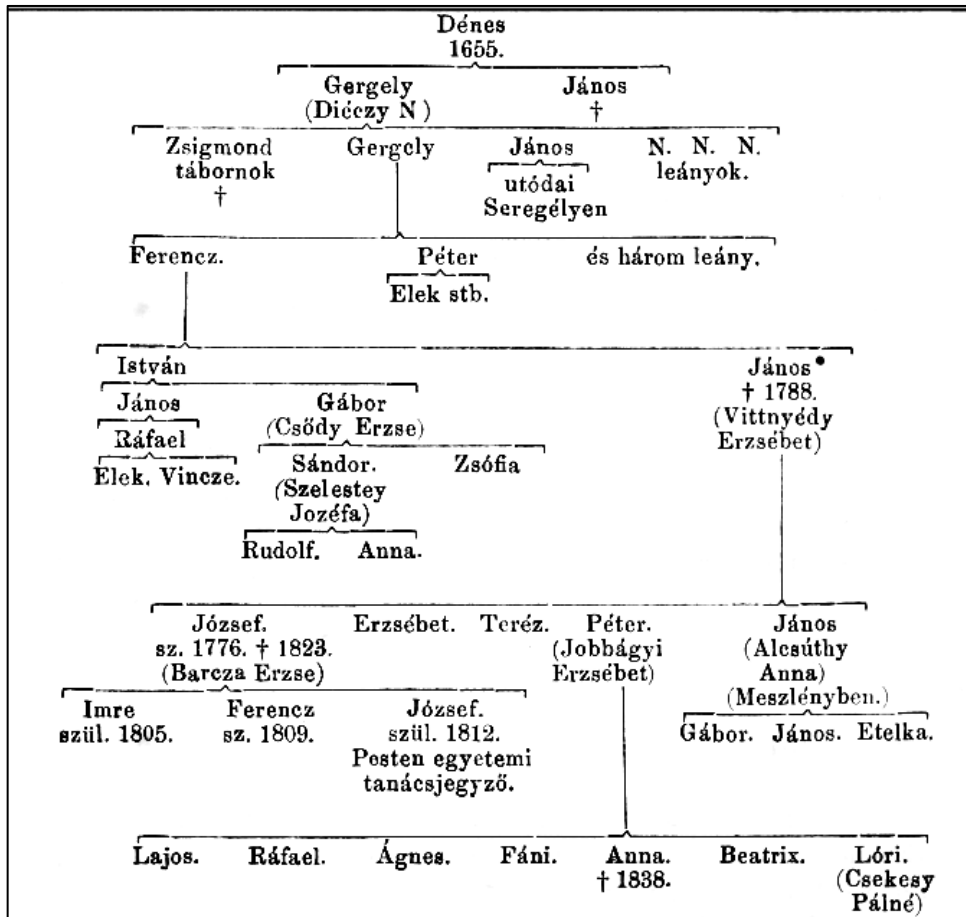 Dénes
1655.
Gergely János
(Diéczy N) †
Zsigmond Gergely János N. N. N.
tábornok utódai leányok.
† Seregélyen
Ferencz. Péter és három leány.
Elek stb.
István János •
János Gábor † 1788.
(Csődy Erzse) (Vittnyédy
Ráfael Erzsébet)
Elek. Vincze. Sándor. Zsófia
(Szelestey
Jozéfa)
Rudolf. Anna.
József. Erzsébet. Teréz. Péter. János
sz. 1776. † 1823. (Jobbágyi (Alcsúthy
(Barcza Erzse) Erzsébet) Anna)
(Meszlényben.)
Imre Ferencz József. Gábor. János. Etelka.
szül. 1805. sz. 1809. szül. 1812.
Pesten egyetemi
tanácsjegyző.
Lajos. Ráfael. Ágnes. Fáni. Anna. Beatrix. Lóri.
† 1838. (Csekesy
Pálné)